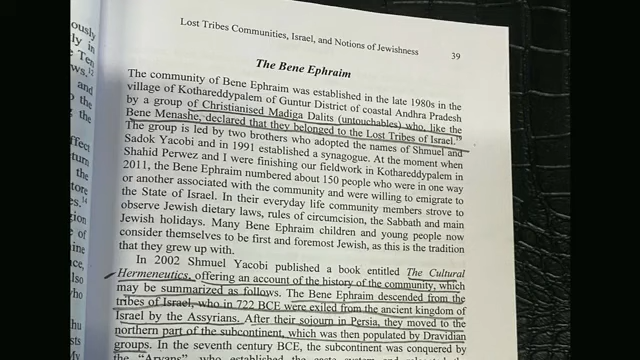 Lost Tribes Communities, Israel, and Notions of Jewishness
39
The Bene Ephraim
The community of Bene Ephraim was established in the late 1980s in the
village of Kothareddypalem of Guntur District of coastal Andhra Pradesh
by a group of Christianised Madiga Dalits (untouchables) who, like the
Bene Menashe, declared that they belonged to the Lost Tribes of Israel.¹⁹
The group is led by two brothers who adopted the names of Shmuel and
Sadok Yacobi and in 1991 established a synagogue. At the moment when
Shahid Perwez and I were finishing our fieldwork in Kothareddypalem in
2011, the Bene Ephraim numbered about 150 people who were in one way
or another associated with the community and were willing to emigrate to
the State of Israel. In their everyday life community members strove to
observe Jewish dietary laws, rules of circumcision, the Sabbath and main
Jewish holidays. Many Bene Ephraim children and young people now
consider themselves to be first and foremost Jewish, as this is the tradition
that they grew up with.
In 2002 Shmuel Yacobi published a book entitled The Cultural
Hermeneutics, offering an account of the history of the community, which
may be summarized as follows. The Bene Ephraim descended from the
tribes of Israel, who in 722 BCE were exiled from the ancient kingdom of
Israel by the Assyrians. After their sojourn in Persia, they moved to the
northern part of the subcontinent, which was then populated by Dravidian
groups. In the seventh century BCE, the subcontinent was conquered by
the "Aryans", who established the caste system and